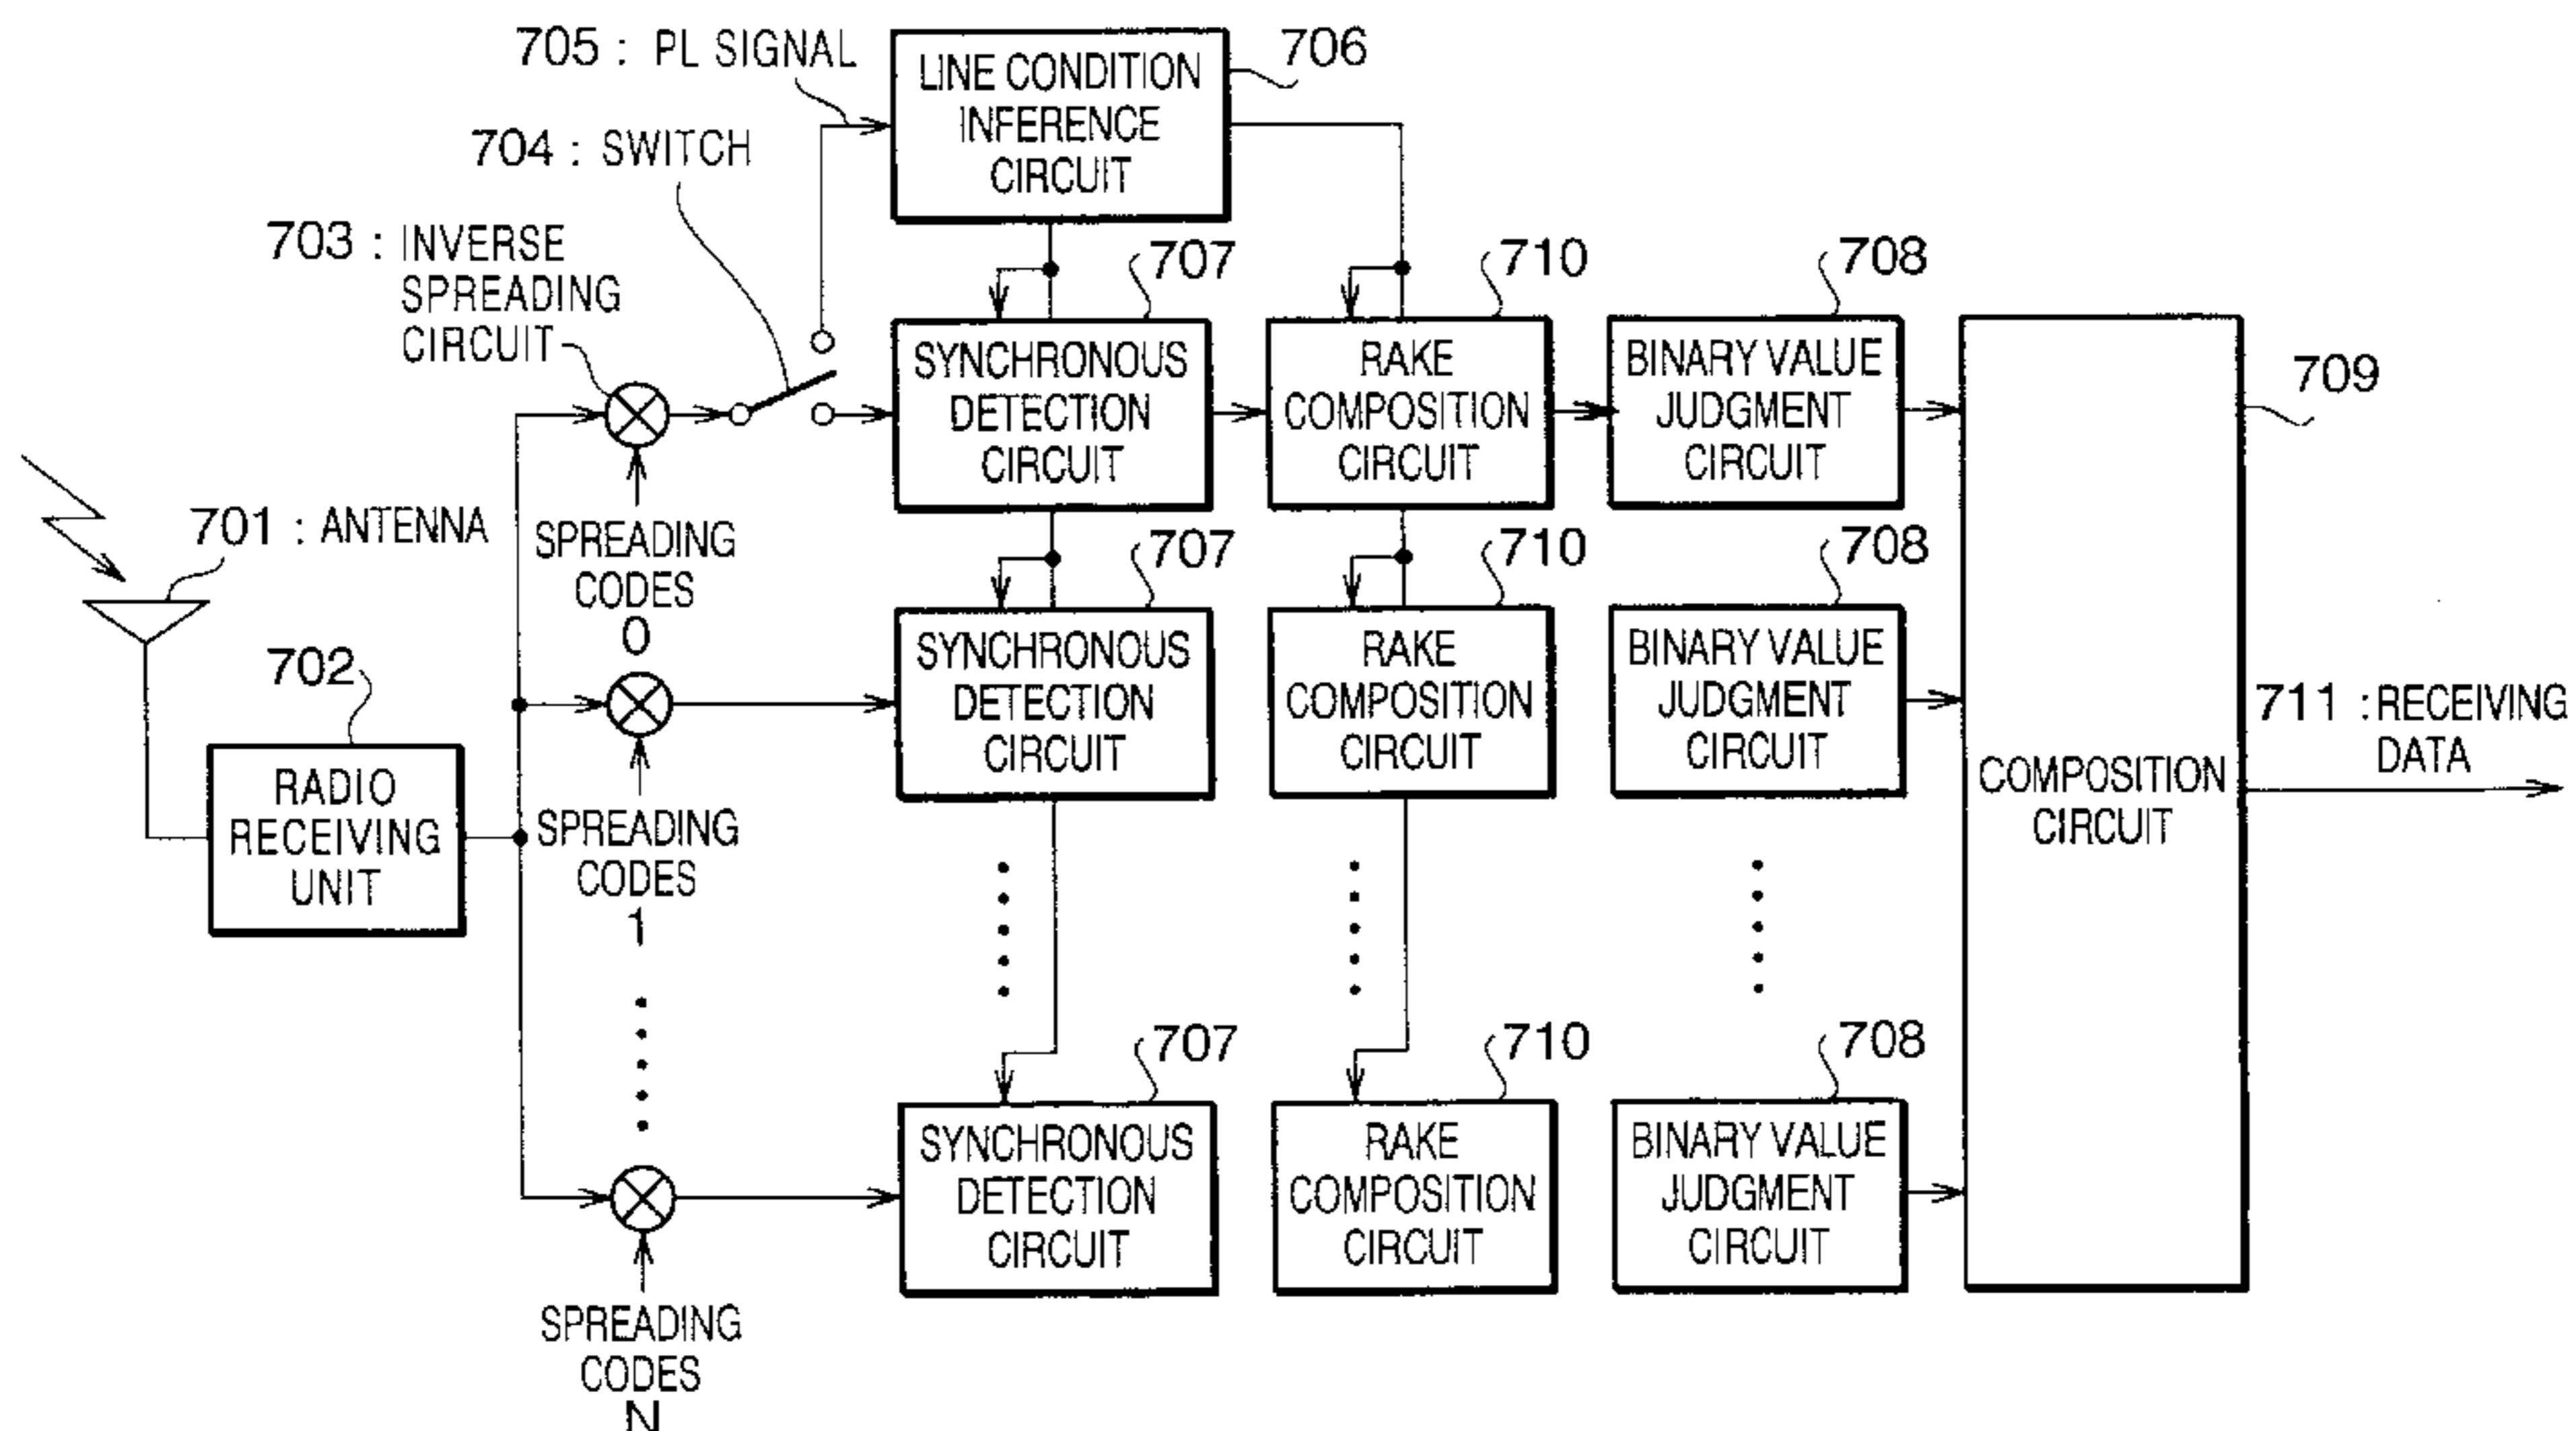 705 : PL SIGNAL
LINE CONDITION
INFERENCE
CIRCUIT
706
704 : SWITCH
703 : INVERSE
SPREADING
CIRCUIT
707
710
708
SYNCHRONOUS
DETECTION
CIRCUIT
RAKE
COMPOSITION
CIRCUIT
BINARY VALUE
JUDGMENT
CIRCUIT
709
701 : ANTENNA
SPREADING
CODES
0
707
710
708
702
RADIO
RECEIVING
UNIT
SYNCHRONOUS
DETECTION
CIRCUIT
RAKE
COMPOSITION
CIRCUIT
BINARY VALUE
JUDGMENT
CIRCUIT
COMPOSITION
CIRCUIT
711 : RECEIVING
DATA
SPREADING
CODES
1
707
710
708
SYNCHRONOUS
DETECTION
CIRCUIT
RAKE
COMPOSITION
CIRCUIT
BINARY VALUE
JUDGMENT
CIRCUIT
SPREADING
CODES
N